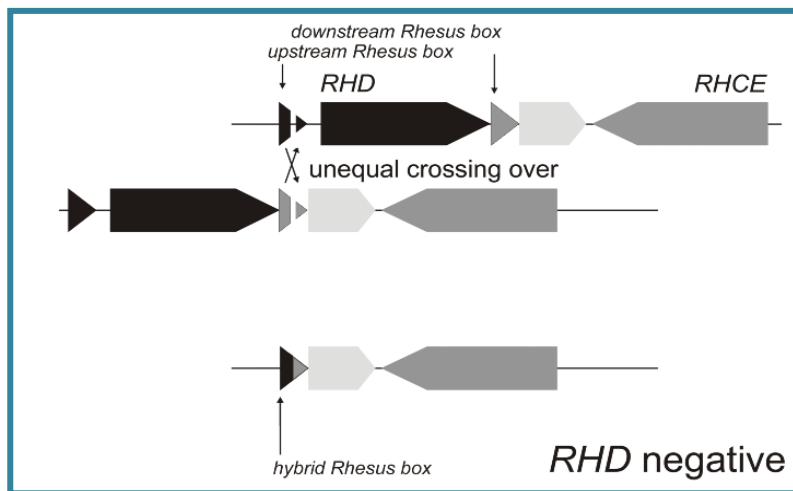 downstream Rhesus box
upstream Rhesus box
RHD
RHCE
unequal crossing over
hybrid Rhesus box
RHD negative